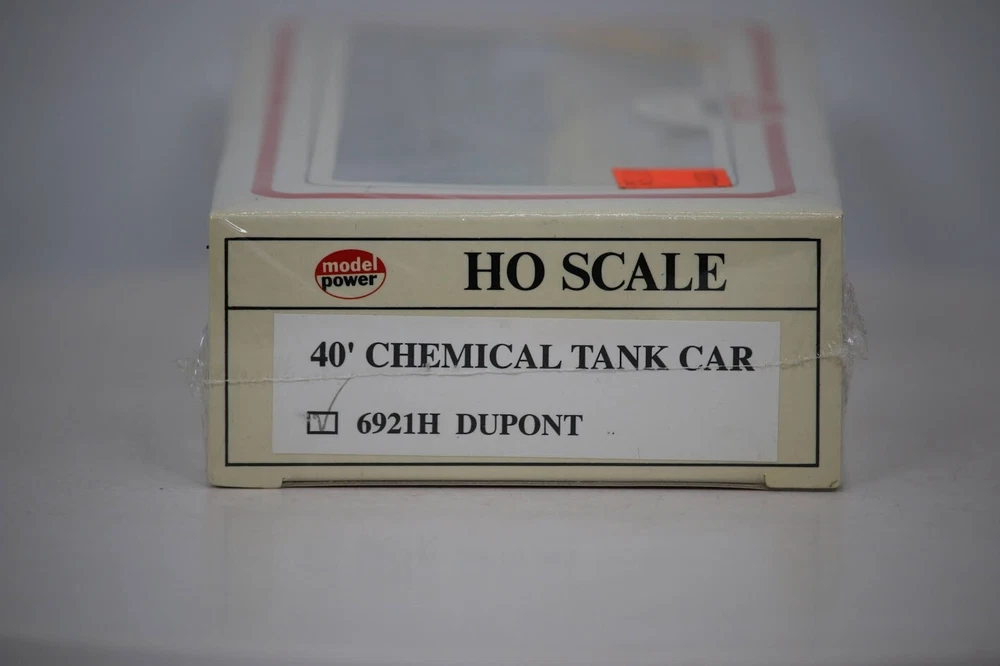 model
power
HO SCALE
40' CHEMICAL TANK CAR
6921H DUPONT